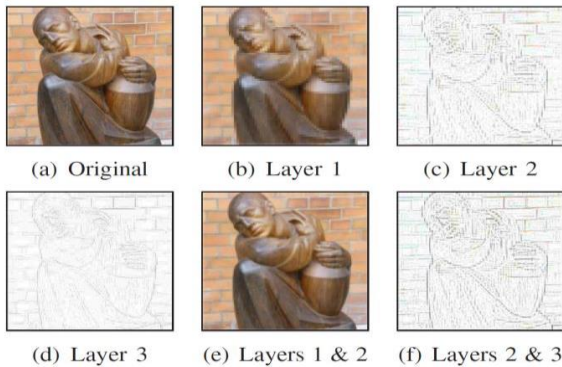 (a) Original
(b) Layer 1
(c) Layer 2
(d) Layer 3
(e) Layers 1 & 2
(f) Layers 2 & 3